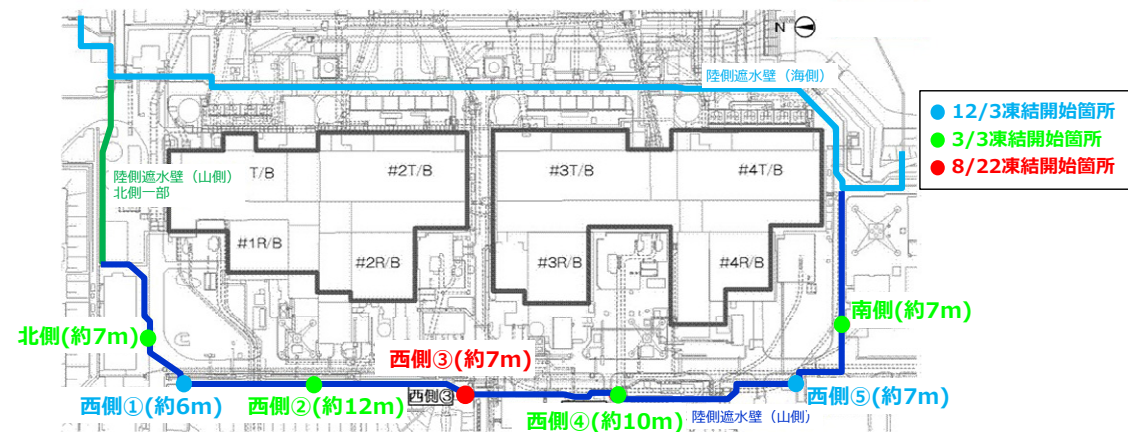 N
陸側遮水壁（海側）
● 12/3凍結開始箇所
● 3/3凍結開始箇所
● 8/22凍結開始箇所
陸側遮水壁（山側）
北側一部
T/B
#2T/B
#3T/B
#4T/B
#1R/B
#2R/B
#3R/B
#4R/B
北側(約7m)
南側(約7m)
西側③(約7m)
西側③
西側①(約6m)
西側②(約12m)
西側④(約10m)
陸側遮水壁（山側）
西側⑤(約7m)